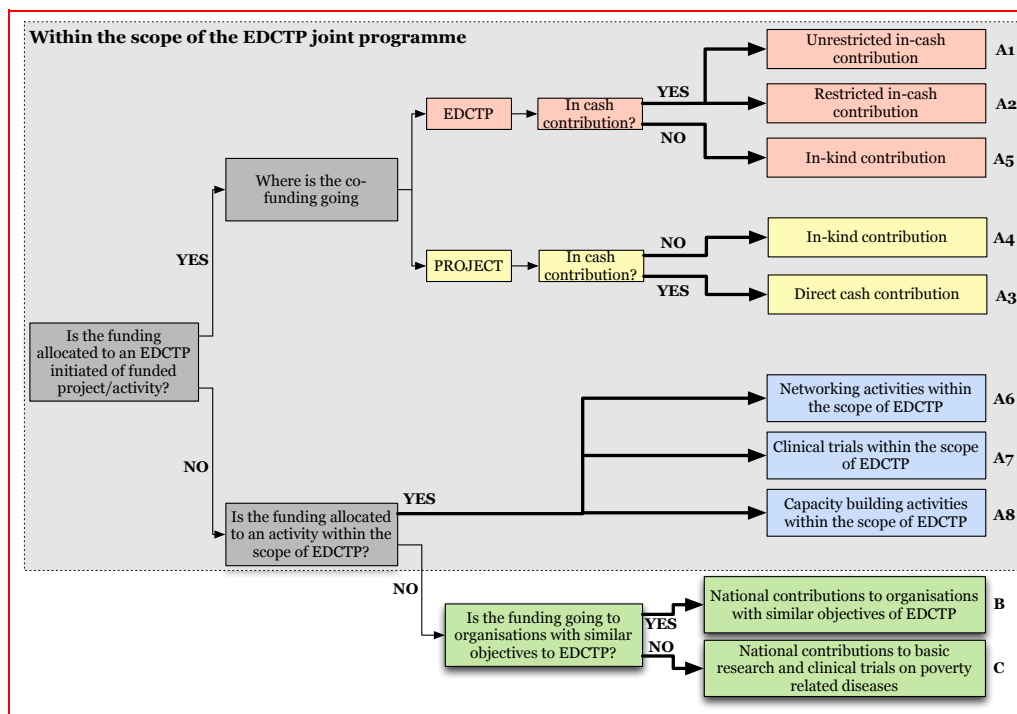 Within the scope of the EDCTP joint programme
Unrestricted in-cash
contribution
A1
YES
EDCTP
In cash
contribution?
Restricted in-cash
contribution
A2
NO
In-kind contribution
A5
Where is the co-
funding going
YES
NO
In-kind contribution
A4
PROJECT
In cash
contribution?
YES
Direct cash contribution
A3
Is the funding
allocated to an EDCTP
initiated of funded
project/activity?
Networking activities within
the scope of EDCTP
A6
NO
Clinical trials within the scope
of EDCTP
A7
YES
Is the funding allocated
to an activity within the
scope of EDCTP?
Capacity building activities
within the scope of EDCTP
A8
NO
Is the funding going to
organisations with similar
objectives to EDCTP?
YES
National contributions to organisations
with similar objectives of EDCTP
B
NO
National contributions to basic
research and clinical trials on poverty
related diseases
C